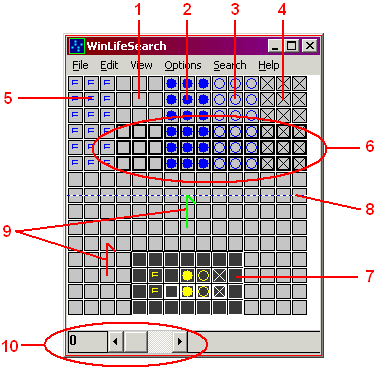 1 2 3 4
WinLifeSearch
File Edit View Options Search Help
F F F
5 F F F
F F F
F F F
6
F F F
8
9
F 7
F
10 0